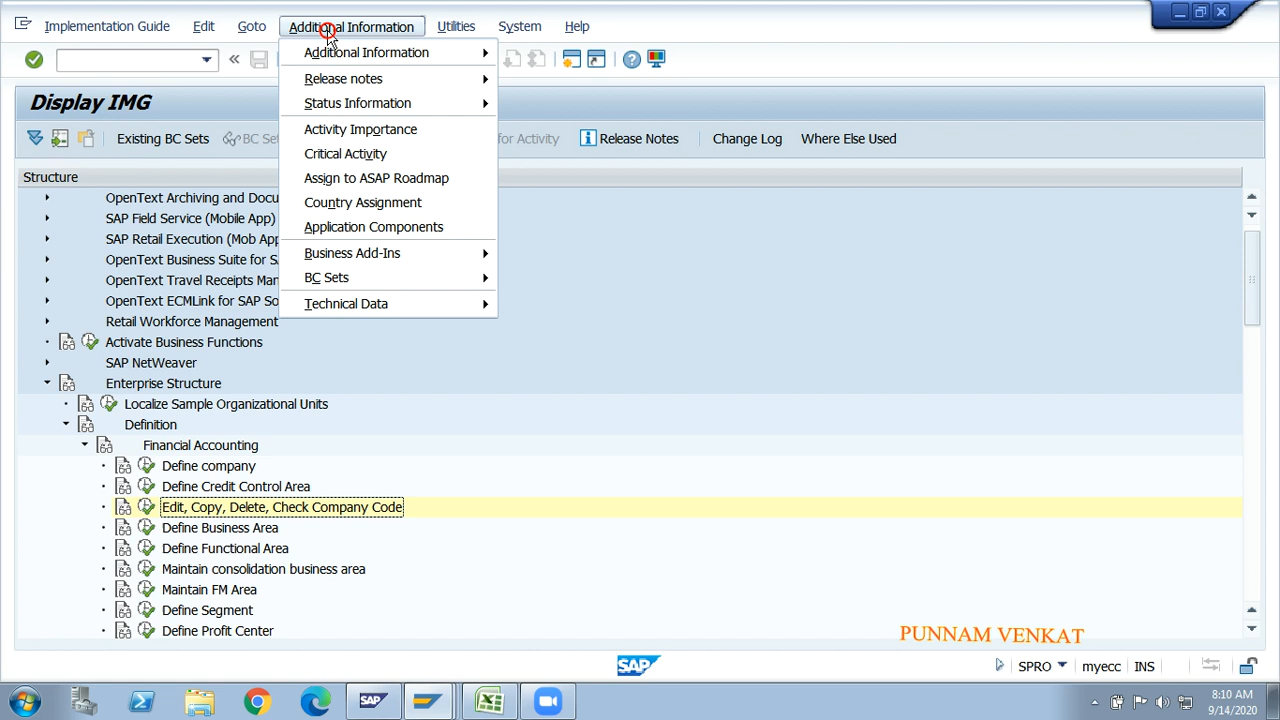 Implementation Guide Edit Goto Additional Information Utilities System Help
Additional Information
Release notes
Status Information
Activity Importance
Critical Activity
Assign to ASAP Roadmap
Country Assignment
Application Components
Business Add-Ins
BC Sets
Technical Data
Display IMG
Existing BC Sets BC Se for Activity Release Notes Change Log Where Else Used
Structure
OpenText Archiving and Docu
SAP Field Service (Mobile App)
SAP Retail Execution (Mob App
OpenText Business Suite for S
OpenText Travel Receipts Man
OpenText ECMLink for SAP So
Retail Workforce Management
Activate Business Functions
SAP NetWeaver
Enterprise Structure
Localize Sample Organizational Units
Definition
Financial Accounting
Define company
Define Credit Control Area
Edit, Copy, Delete, Check Company Code
Define Business Area
Define Functional Area
Maintain consolidation business area
Maintain FM Area
Define Segment
Define Profit Center
PUNNAM VENKAT
SAP SPRO myecc INS
SAP
8:10 AM
9/14/2020